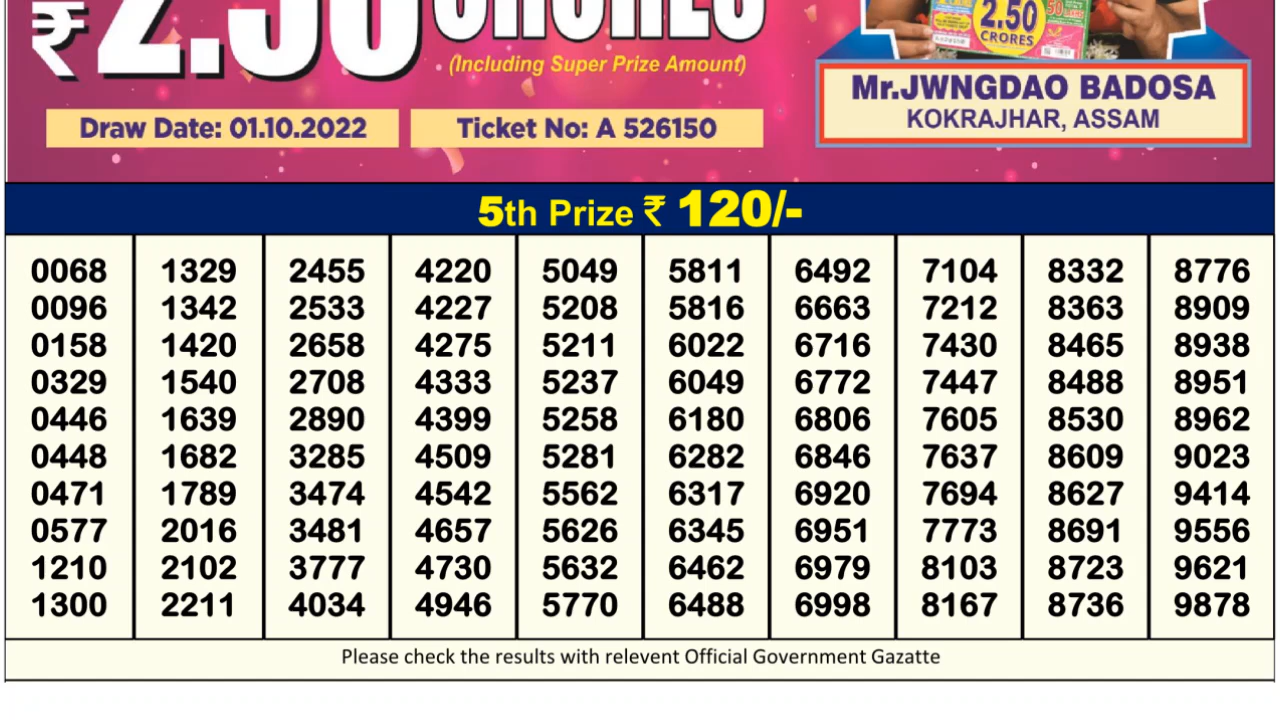 ₹ 2.50 CRORES
(Including Super Prize Amount)
2.50
CRORES
50
Mr.JWNGDAO BADOSA
KOKRAJHAR, ASSAM
Draw Date: 01.10.2022 Ticket No: A 526150
5th Prize ₹ 120/-
0068 1329 2455 4220 5049 5811 6492 7104 8332 8776
0096 1342 2533 4227 5208 5816 6663 7212 8363 8909
0158 1420 2658 4275 5211 6022 6716 7430 8465 8938
0329 1540 2708 4333 5237 6049 6772 7447 8488 8951
0446 1639 2890 4399 5258 6180 6806 7605 8530 8962
0448 1682 3285 4509 5281 6282 6846 7637 8609 9023
0471 1789 3474 4542 5562 6317 6920 7694 8627 9414
0577 2016 3481 4657 5626 6345 6951 7773 8691 9556
1210 2102 3777 4730 5632 6462 6979 8103 8723 9621
1300 2211 4034 4946 5770 6488 6998 8167 8736 9878
Please check the results with relevent Official Government Gazatte